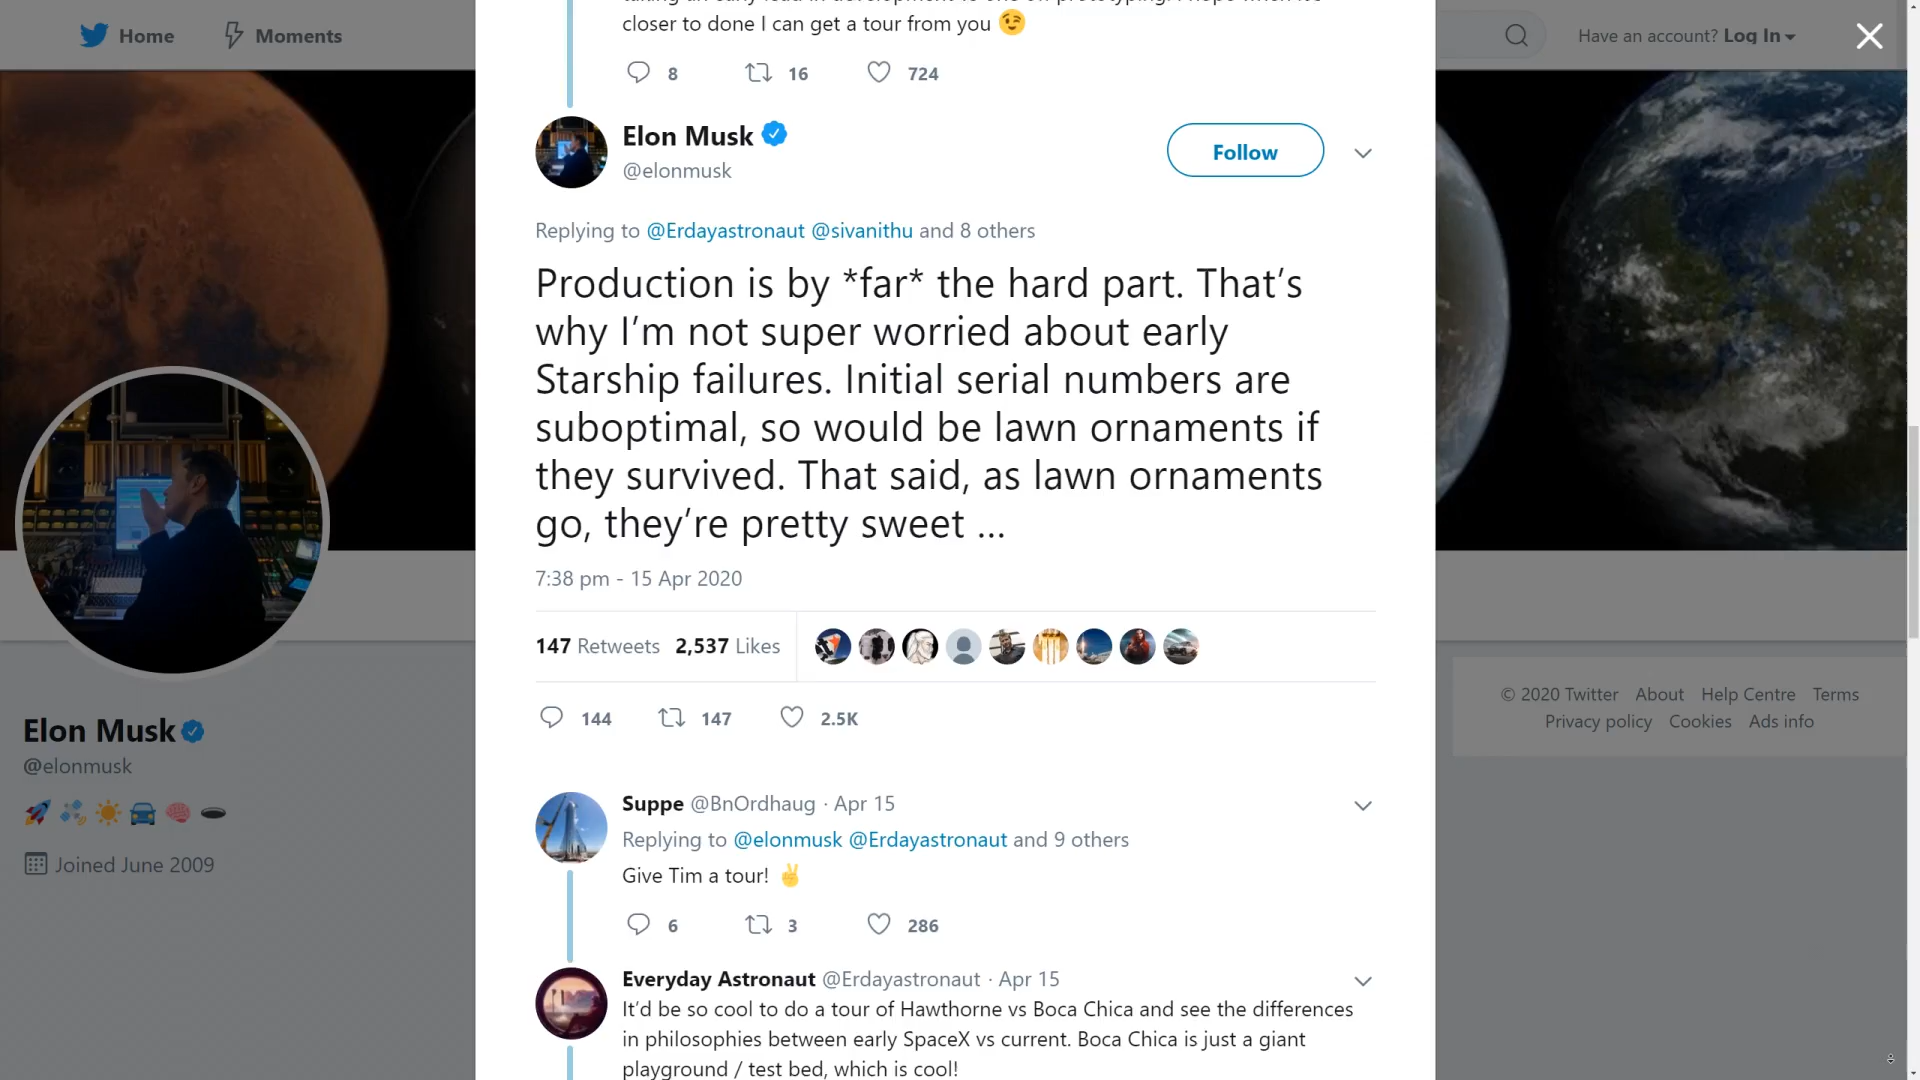 Home
Moments
Have an account? Log In
closer to done I can get a tour from you 😉
8 16 724
Elon Musk
@elonmusk
Follow
Replying to @Erdayastronaut @sivanithu and 8 others
Production is by *far* the hard part. That’s
why I’m not super worried about early
Starship failures. Initial serial numbers are
suboptimal, so would be lawn ornaments if
they survived. That said, as lawn ornaments
go, they’re pretty sweet ...
7:38 pm - 15 Apr 2020
147 Retweets 2,537 Likes
144 147 2.5K
Suppe @BnOrdhaug · Apr 15
Replying to @elonmusk @Erdayastronaut and 9 others
Give Tim a tour! ✌
6 3 286
Everyday Astronaut @Erdayastronaut · Apr 15
It’d be so cool to do a tour of Hawthorne vs Boca Chica and see the differences
in philosophies between early SpaceX vs current. Boca Chica is just a giant
playground / test bed, which is cool!
Elon Musk
@elonmusk
Joined June 2009
© 2020 Twitter About Help Centre Terms
Privacy policy Cookies Ads info